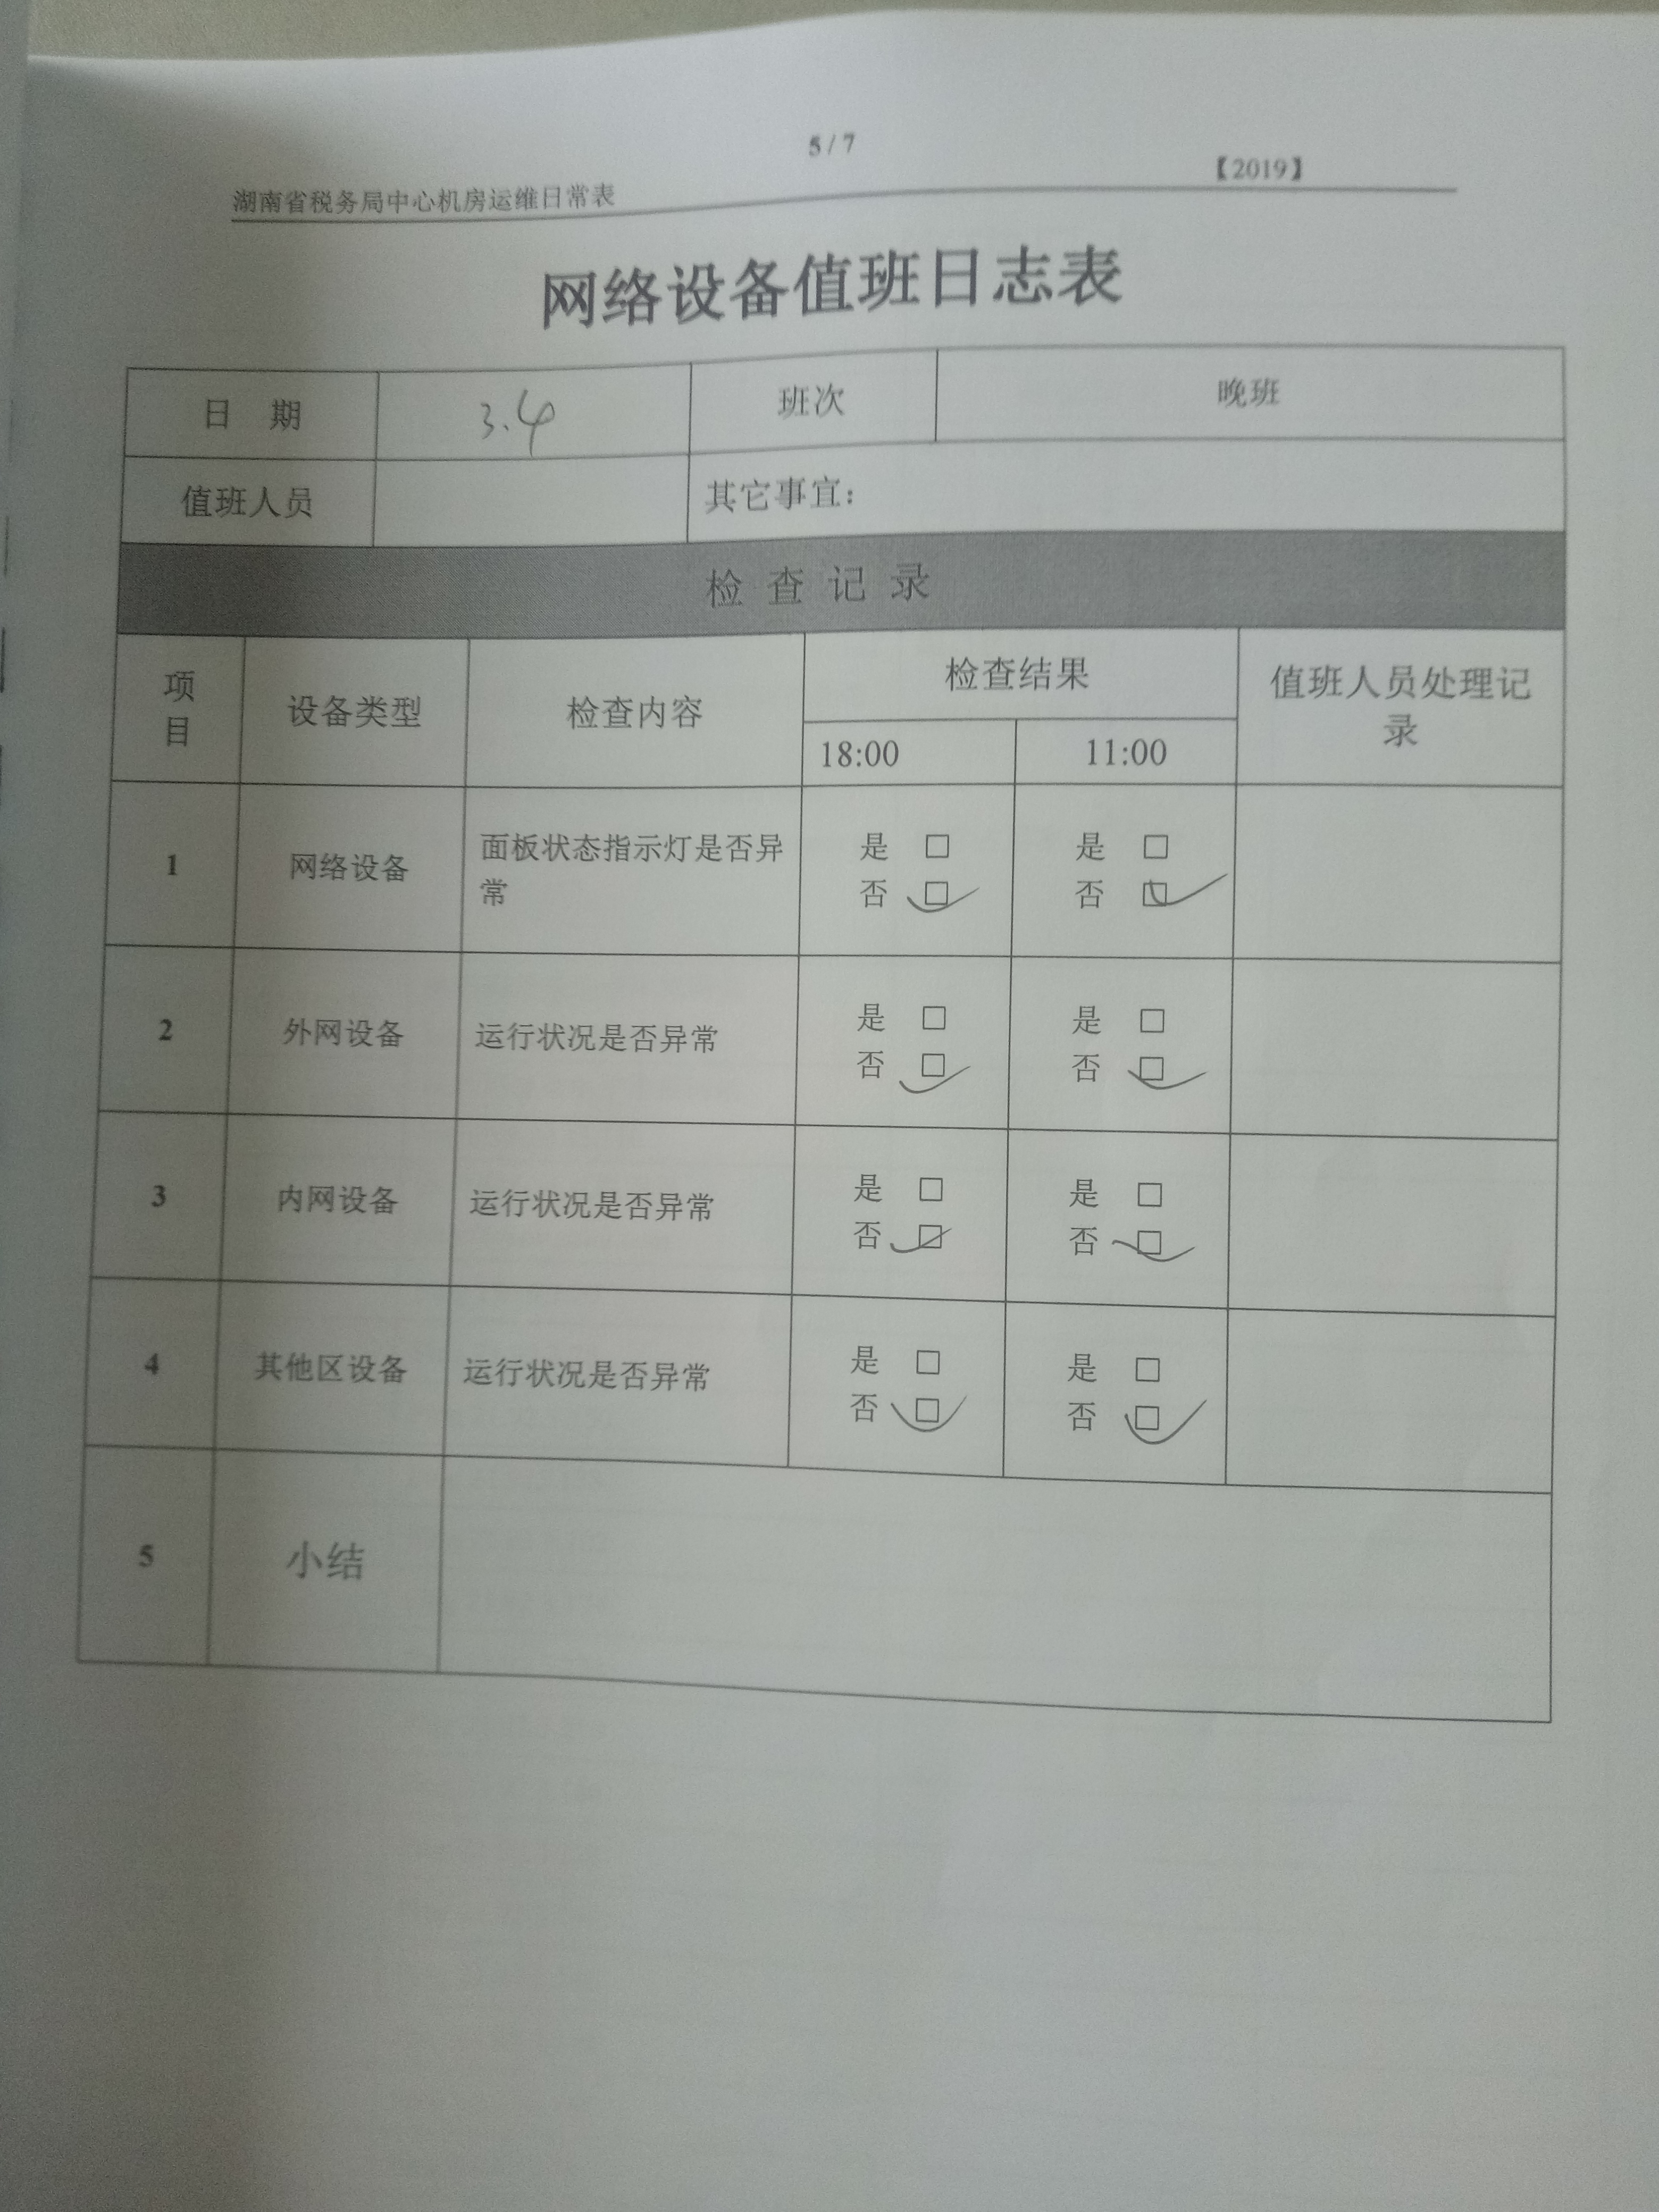 5 / 7
湖南省税务局中心机房运维日常表 【2019】
网络设备值班日志表
日 期 3.4 班次 晚班
值班人员 其它事宜：
检 查 记 录
项目 设备类型 检查内容 检查结果 值班人员处理记录
18:00 11:00
1 网络设备 面板状态指示灯是否异常 是 □ 是 □
否 ☑ 否 ☑
2 外网设备 运行状况是否异常 是 □ 是 □
否 ☑ 否 ☑
3 内网设备 运行状况是否异常 是 □ 是 □
否 ☑ 否 ☑
4 其他区设备 运行状况是否异常 是 □ 是 □
否 ☑ 否 ☑
5 小结